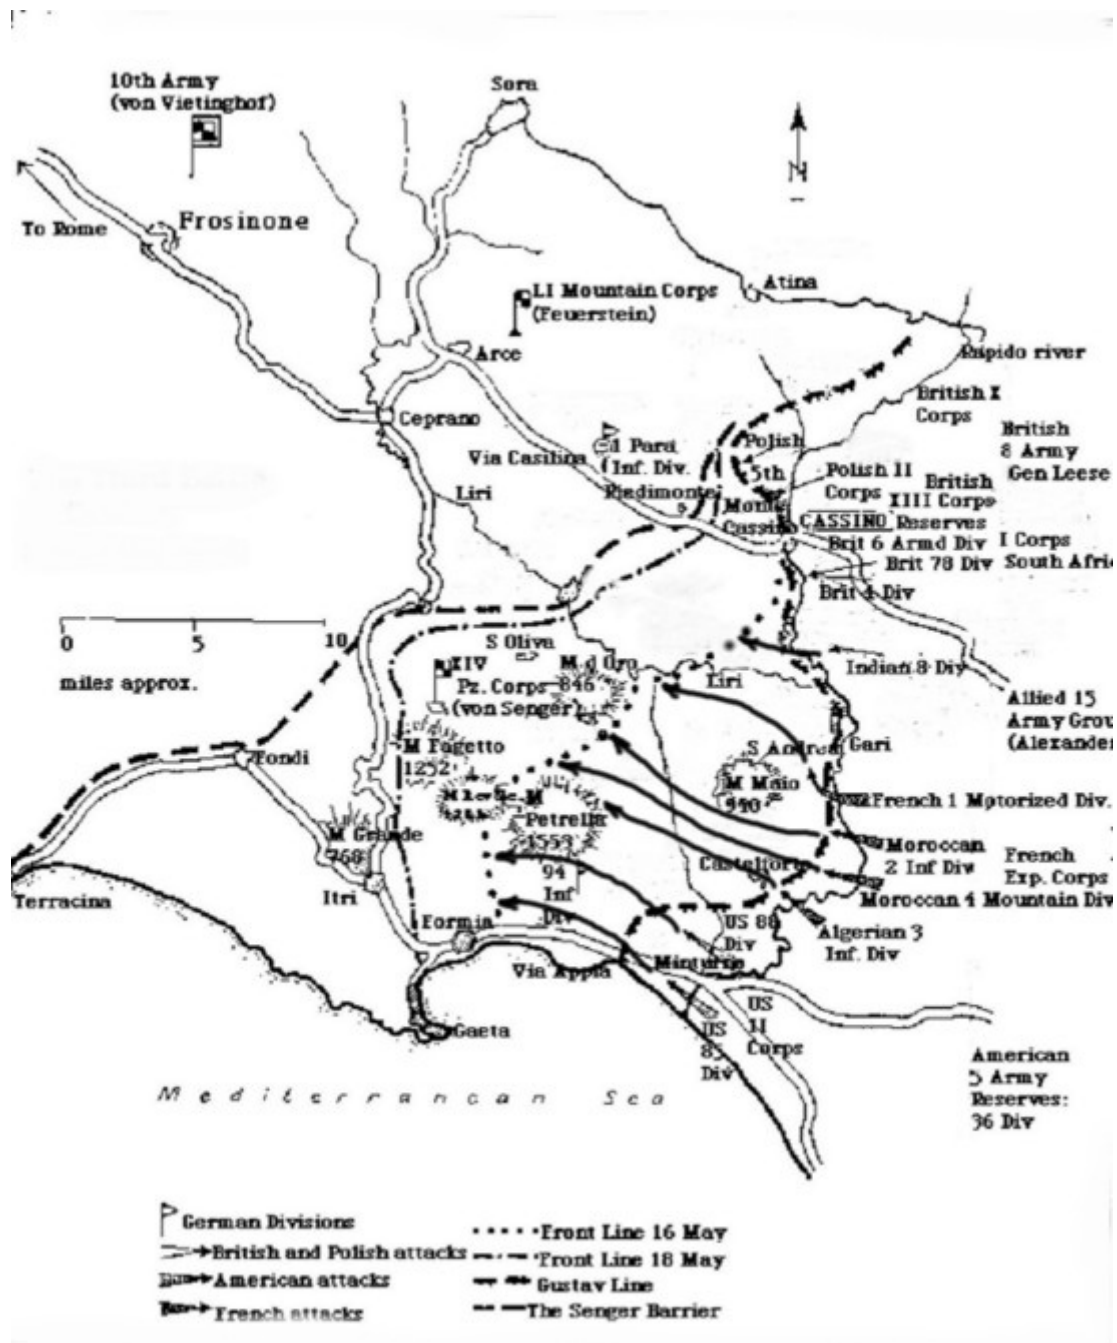 10th Army
(von Vietinghof)
Sora
N
To Rome
Frosinone
Atina
LI Mountain Corps
(Feuerstein)
Arce
Rapido river
British X
Corps
Ceprano
British
8 Army
Gen Leese
Via Casilina
1 Para
Inf. Div.
Polish
5th
Polish II
Corps
British
XIII Corps
Liri
Piedimonte
Monte
Cassino
CASSINO
Reserves
Brit 6 Armd Div
I Corps
Brit 78 Div
Brit 4 Div
0
5
10
miles approx.
S Oliva
XIV
Pz. Corps
(von Senger)
M d Oro
846
Liri
Indian 8 Div
Allied 15
S Andrea
Gari
M Fagetto
1252
Fondi
M Maio
940
French 1 Motorized Div.
M
Petrella
1553
M Grande
768
Moroccan
2 Inf Div
French
Exp. Corps
Castelforte
Moroccan 4 Mountain Div
94
Inf
Div
Terracina
Itri
Formia
US 88
Div
Algerian 3
Inf. Div
Via Appia
Minturno
Gaeta
US
85
Div
US
II
Corps
American
5 Army
Reserves:
36 Div
Mediterranean Sea
German Divisions
British and Polish attacks
American attacks
French attacks
Front Line 16 May
Front Line 18 May
Gustav Line
The Senger Barrier